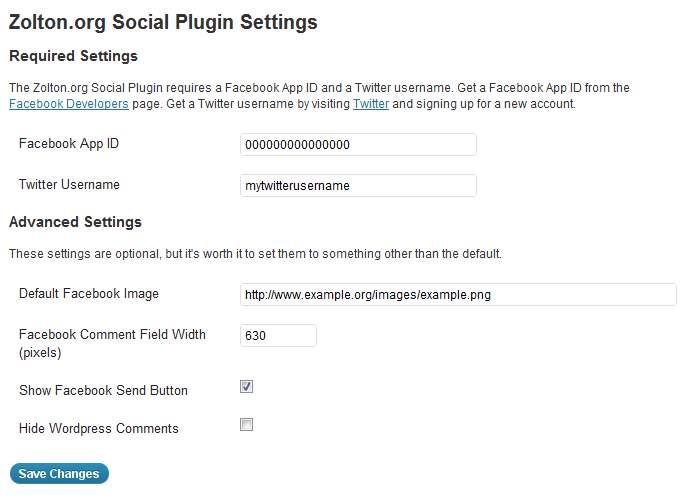 Zolton.org Social Plugin Settings
Required Settings
The Zolton.org Social Plugin requires a Facebook App ID and a Twitter username. Get a Facebook App ID from the
Facebook Developers page. Get a Twitter username by visiting Twitter and signing up for a new account.
Facebook App ID
000000000000000
Twitter Username
mytwitterusername
Advanced Settings
These settings are optional, but it's worth it to set them to something other than the default.
Default Facebook Image
http://www.example.org/images/example.png
Facebook Comment Field Width
(pixels)
630
Show Facebook Send Button
Hide Wordpress Comments
Save Changes